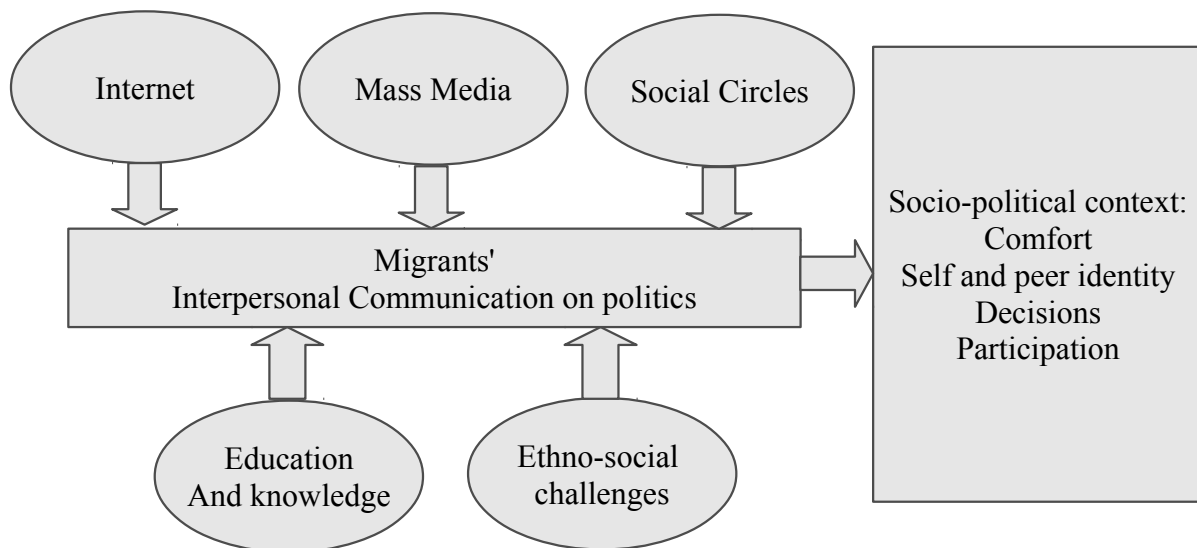 Internet
Mass Media
Social Circles
Migrants'
Interpersonal Communication on politics
Education
And knowledge
Ethno-social
challenges
Socio-political context:
Comfort
Self and peer identity
Decisions
Participation